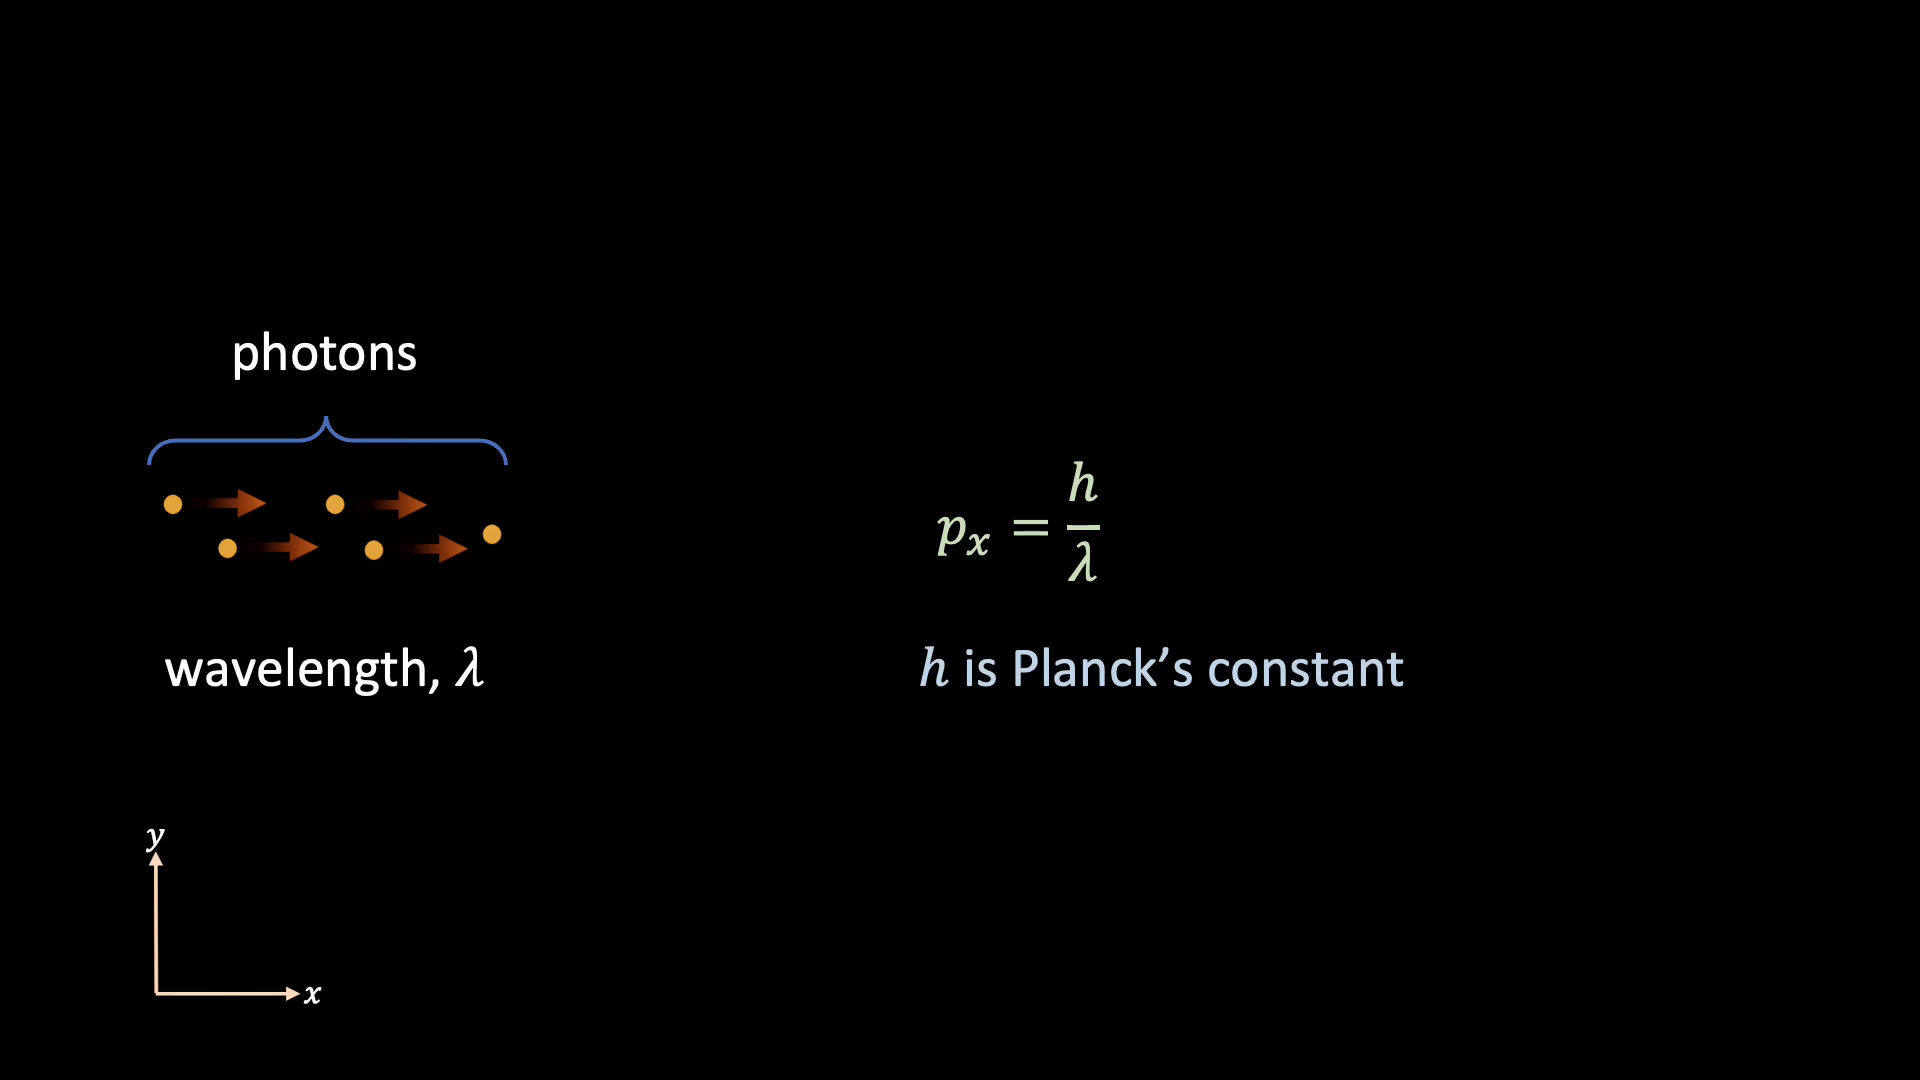 photons
𝑝ₓ = ℎ/𝜆
wavelength, 𝜆
ℎ is Planck’s constant
𝑦
𝑥